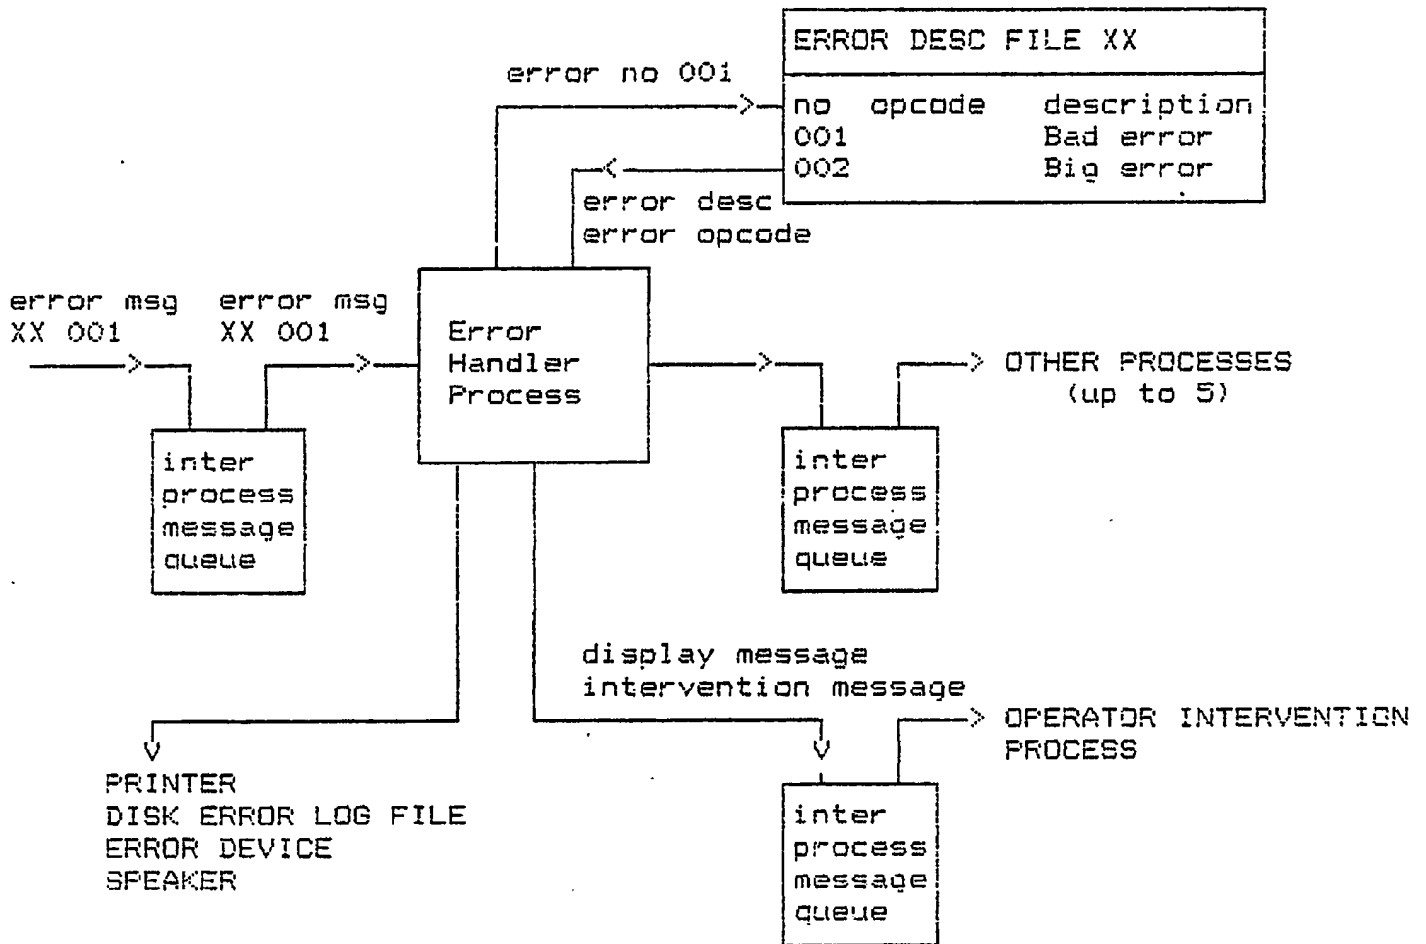 ERROR DESC FILE XX
error no 001
no opcode description
001 Bad error
002 Big error
error desc
error opcode
error msg error msg
XX 001 XX 001
Error
Handler
Process
OTHER PROCESSES
(up to 5)
inter
process
message
queue
inter
process
message
queue
display message
intervention message
OPERATOR INTERVENTION
PROCESS
PRINTER
DISK ERROR LOG FILE
ERROR DEVICE
SPEAKER
inter
process
message
queue